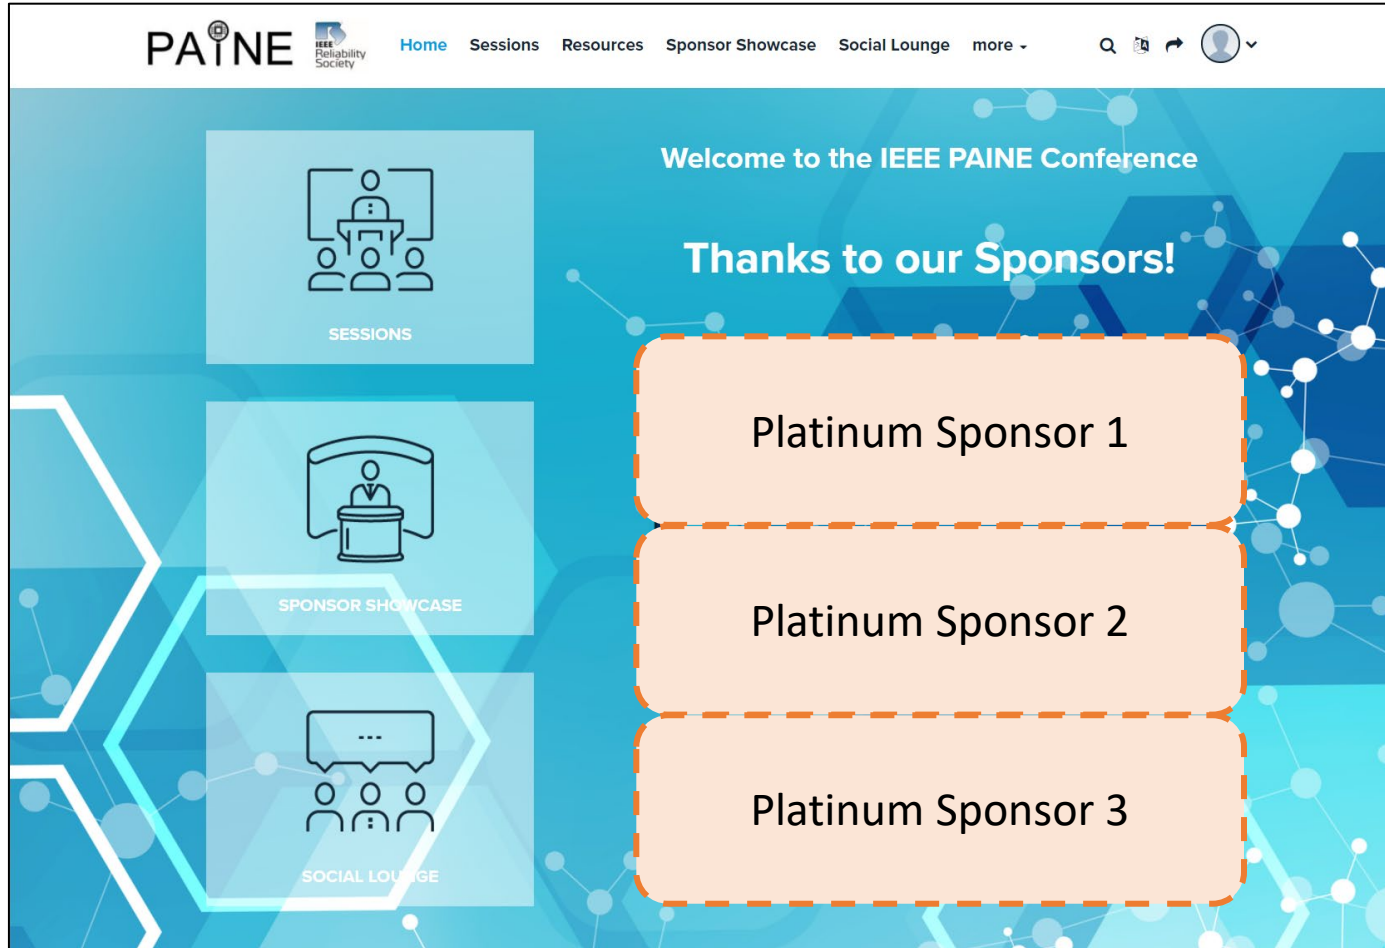 PAINE
IEEE
Reliability
Society
Home Sessions Resources Sponsor Showcase Social Lounge more
Welcome to the IEEE PAINE Conference
Thanks to our Sponsors!
SESSIONS
Platinum Sponsor 1
SPONSOR SHOWCASE
Platinum Sponsor 2
Platinum Sponsor 3
SOCIAL LOUNGE